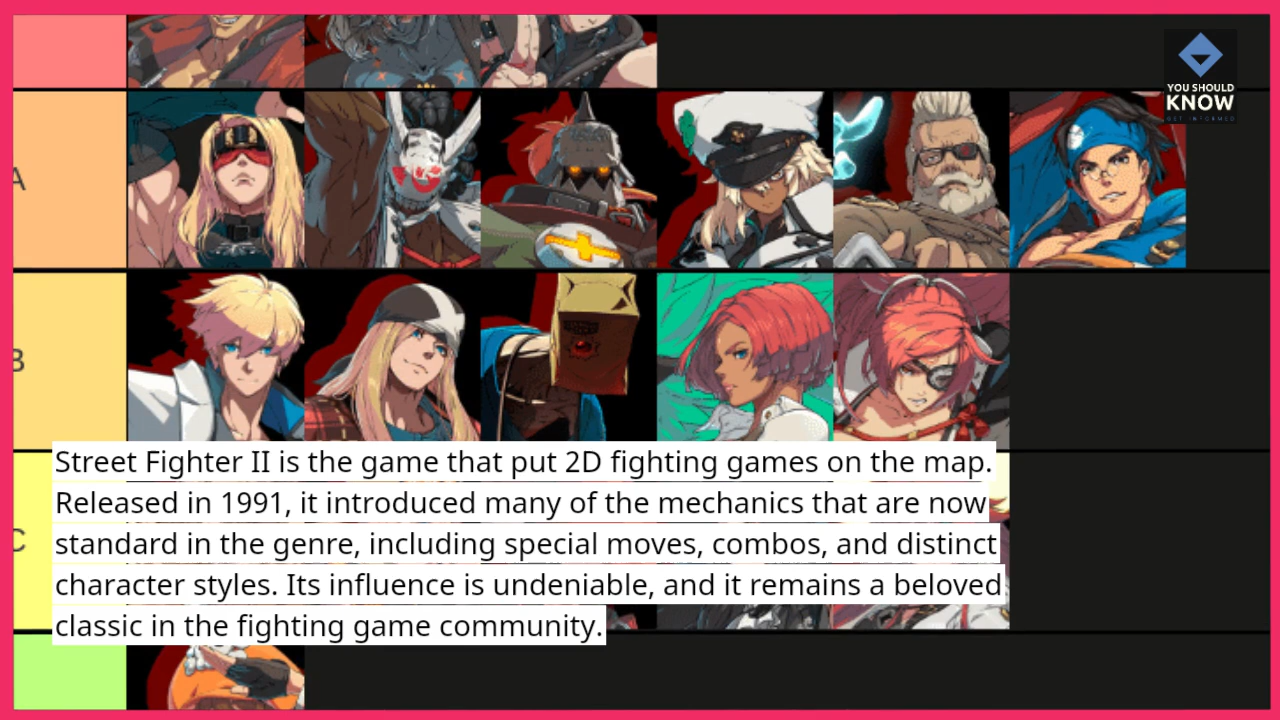 YOU SHOULD
KNOW
GET INFORMED
A
B
C
Street Fighter II is the game that put 2D fighting games on the map.
Released in 1991, it introduced many of the mechanics that are now
standard in the genre, including special moves, combos, and distinct
character styles. Its influence is undeniable, and it remains a beloved
classic in the fighting game community.